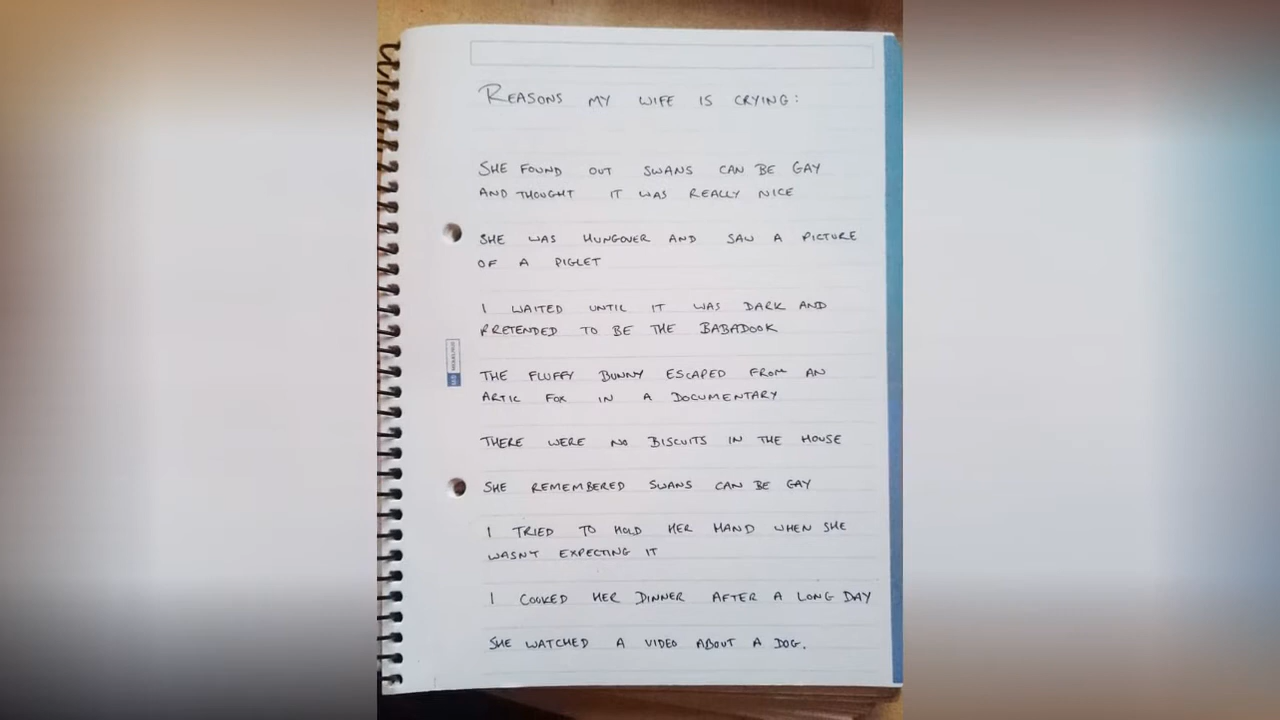 REASONS MY WIFE IS CRYING:
SHE FOUND OUT SWANS CAN BE GAY
AND THOUGHT IT WAS REALLY NICE
SHE WAS HUNGOVER AND SAW A PICTURE
OF A PIGLET
I WAITED UNTIL IT WAS DARK AND
PRETENDED TO BE THE BABADOOK
THE FLUFFY BUNNY ESCAPED FROM AN
ARTIC FOX IN A DOCUMENTARY
THERE WERE NO BISCUITS IN THE HOUSE
SHE REMEMBERED SWANS CAN BE GAY
I TRIED TO HOLD HER HAND WHEN SHE
WASN'T EXPECTING IT
I COOKED HER DINNER AFTER A LONG DAY
SHE WATCHED A VIDEO ABOUT A DOG.